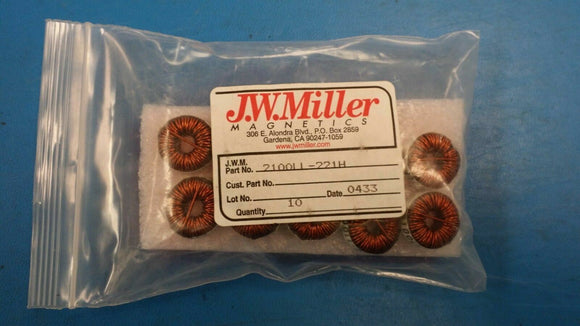 J.W.Miller
MAGNETICS
306 E. Alondra Blvd., P.O. Box 2859
Gardena, CA 90247-1059
www.jwmiller.com
J.W.M.
Part No. 2100LL-221H
Cust. Part No.
Lot No. Date 0433
Quantity 10